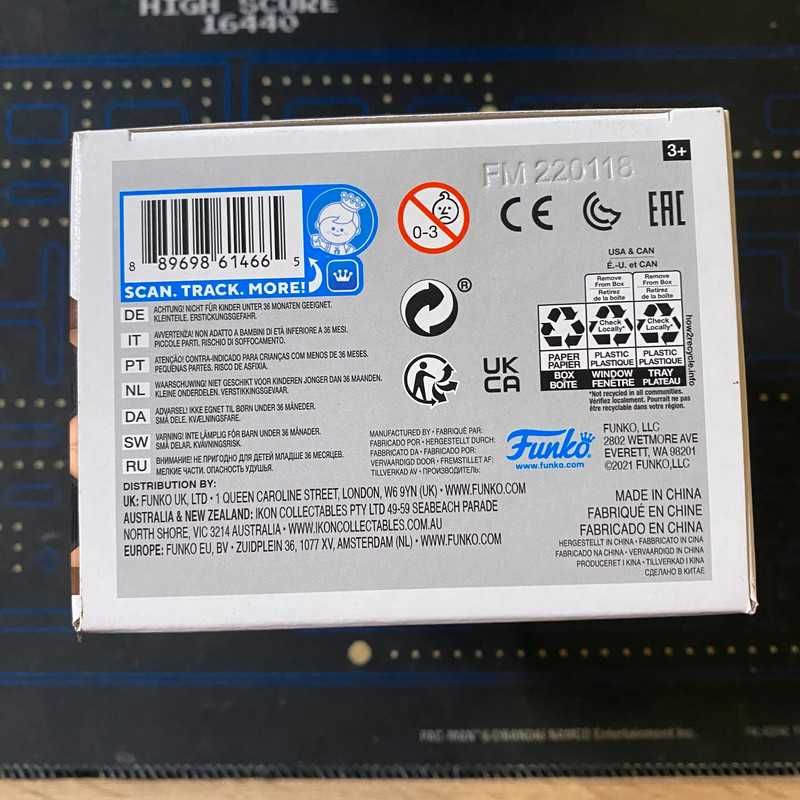 HIGH SCORE
16440
3+
FM 220118
8 89698 61466 5
SCAN. TRACK. MORE!
0-3
CE
EAC
®
UK
CA
USA & CAN
É.-U. et CAN
Remove From Box
Retirez de la boîte
Remove From Box
Retirez de la boîte
Check Locally*
Check Locally*
PAPER
PAPIER
BOX
BOÎTE
PLASTIC
PLASTIQUE
WINDOW
FENÊTRE
PLASTIC
PLASTIQUE
TRAY
PLATEAU
how2recycle.info
*Not recycled in all communities.
Vérifiez localement. Pourrait ne pas
être recyclable dans votre région.
DE ACHTUNG! NICHT FÜR KINDER UNTER 36 MONATEN GEEIGNET.
KLEINTEILE. ERSTICKUNGSGEFAHR.
IT AVVERTENZA! NON ADATTO A BAMBINI DI ETÀ INFERIORE A 36 MESI.
PICCOLE PARTI, RISCHIO DI SOFFOCAMENTO.
PT ATENÇÃO! CONTRA-INDICADO PARA CRIANÇAS COM MENOS DE 36 MESES.
PEQUENAS PARTES. RISCO DE ASFIXIA.
NL WAARSCHUWING! NIET GESCHIKT VOOR KINDEREN JONGER DAN 36 MAANDEN.
KLEINE ONDERDELEN. VERSTIKKINGSGEVAAR.
DA ADVARSEL! IKKE EGNET TIL BØRN UNDER 36 MÅNEDER.
SMÅ DELE. KVÆLNINGSFARE.
SW VARNING! INTE LÄMPLIG FÖR BARN UNDER 36 MÅNADER.
SMÅ DELAR. KVÄVNINGSRISK.
RU ВНИМАНИЕ! НЕ ПРИГОДНО ДЛЯ ДЕТЕЙ МЛАДШЕ 36 МЕСЯЦЕВ.
МЕЛКИЕ ЧАСТИ. ОПАСНОСТЬ УДУШЬЯ.
MANUFACTURED BY • FABRIQUÉ PAR:
FABRICADO POR • HERGESTELLT DURCH:
FABRICADO POR • FABBRICATO DA:
VERVAARDIGD DOOR • FREMSTILLET AF:
TILLVERKAD AV • ПРОИЗВОДИТЕЛЬ:
Funko
www.funko.com
FUNKO, LLC
2802 WETMORE AVE
EVERETT, WA 98201
©2021 FUNKO,LLC
DISTRIBUTION BY:
UK: FUNKO UK, LTD • 1 QUEEN CAROLINE STREET, LONDON, W6 9YN (UK) • WWW.FUNKO.COM
AUSTRALIA & NEW ZEALAND: IKON COLLECTABLES PTY LTD 49-59 SEABEACH PARADE
NORTH SHORE, VIC 3214 AUSTRALIA • WWW.IKONCOLLECTABLES.COM.AU
EUROPE: FUNKO EU, BV • ZUIDPLEIN 36, 1077 XV, AMSTERDAM (NL) • WWW.FUNKO.COM
MADE IN CHINA
FABRIQUÉ EN CHINE
FABRICADO EN CHINA
HERGESTELLT IN CHINA • FABBRICATO IN CINA
FABRICADO NA CHINA • VERVAARDIGD IN CHINA
PRODUCERET I KINA • TILLVERKAD I KINA
СДЕЛАНО В КИТАЕ
PAC-MAN™ & ©BANDAI NAMCO Entertainment Inc.